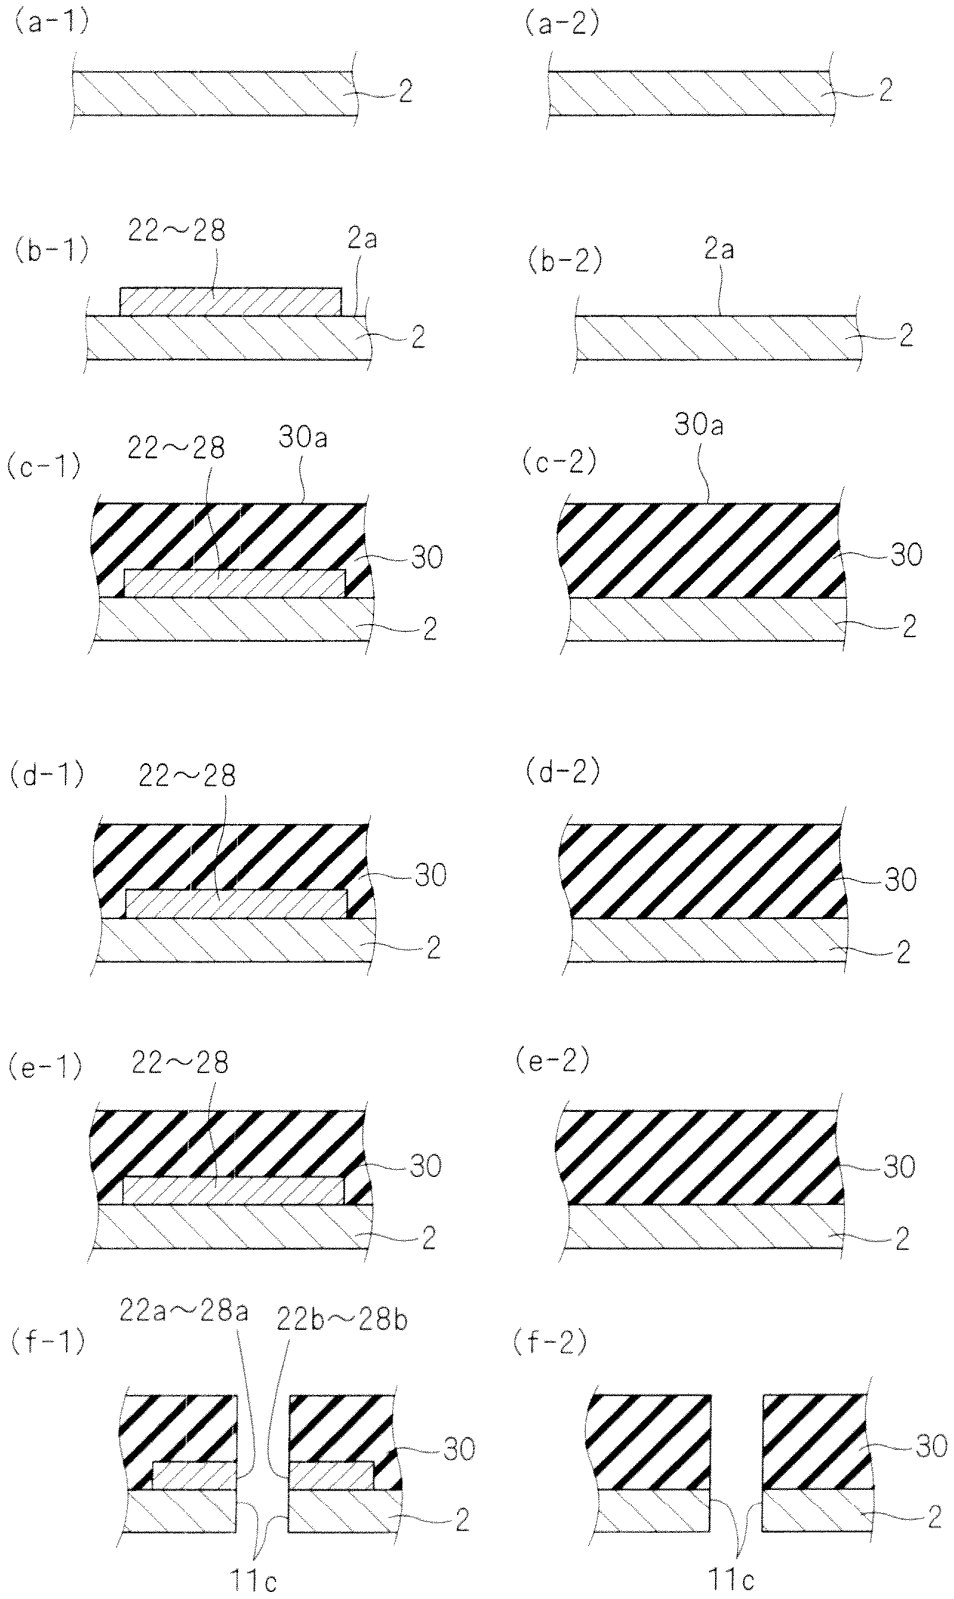 (a-1)
(a-2)
2
2
(b-1)
22～28
2a
2
(b-2)
2a
2
(c-1)
22～28
30a
30
2
(c-2)
30a
30
2
(d-1)
22～28
30
2
(d-2)
30
2
(e-1)
22～28
30
2
(e-2)
30
2
(f-1)
22a～28a
22b～28b
30
2
11c
(f-2)
30
2
11c